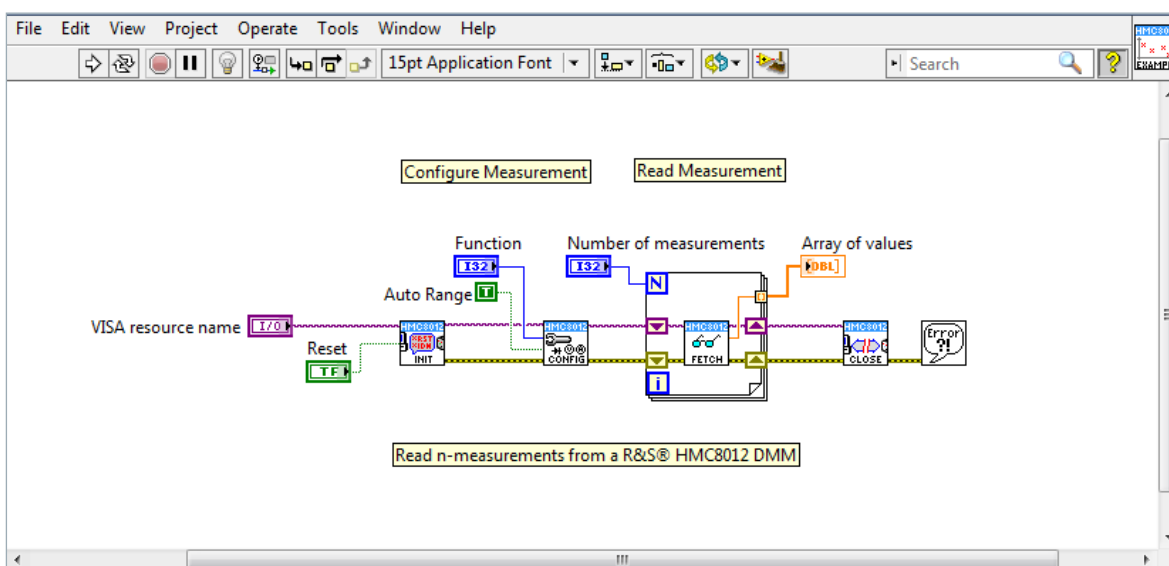 File Edit View Project Operate Tools Window Help
HMC80
15pt Application Font
Search
EXAMP
Configure Measurement
Read Measurement
Function
Number of measurements
Array of values
I32
I32
DBL
N
Auto Range
T
VISA resource name
I/O
HMC8012
HMC8012
HMC8012
HMC8012
Reset
TF
INIT
CONFIG
FETCH
CLOSE
Error
?!
i
Read n-measurements from a R&S® HMC8012 DMM